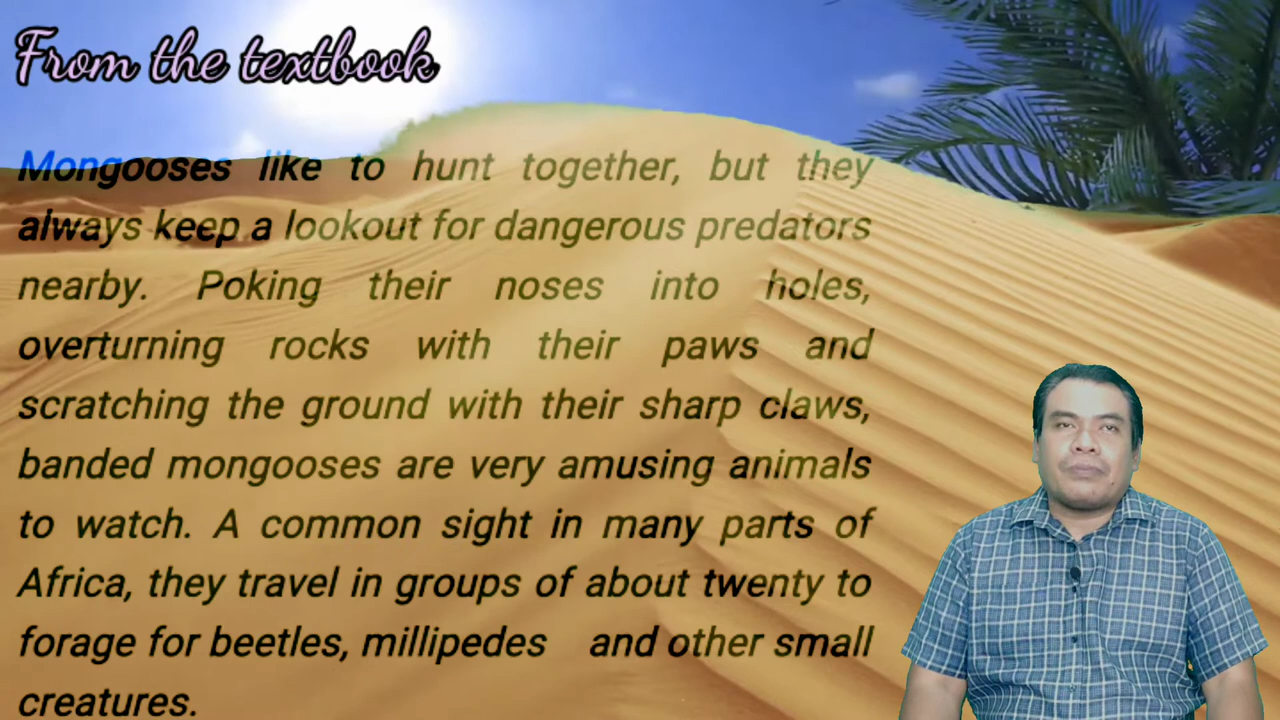 From the textbook
Mongooses like to hunt together, but they
always keep a lookout for dangerous predators
nearby. Poking their noses into holes,
overturning rocks with their paws and
scratching the ground with their sharp claws,
banded mongooses are very amusing animals
to watch. A common sight in many parts of
Africa, they travel in groups of about twenty to
forage for beetles, millipedes and other small
creatures.